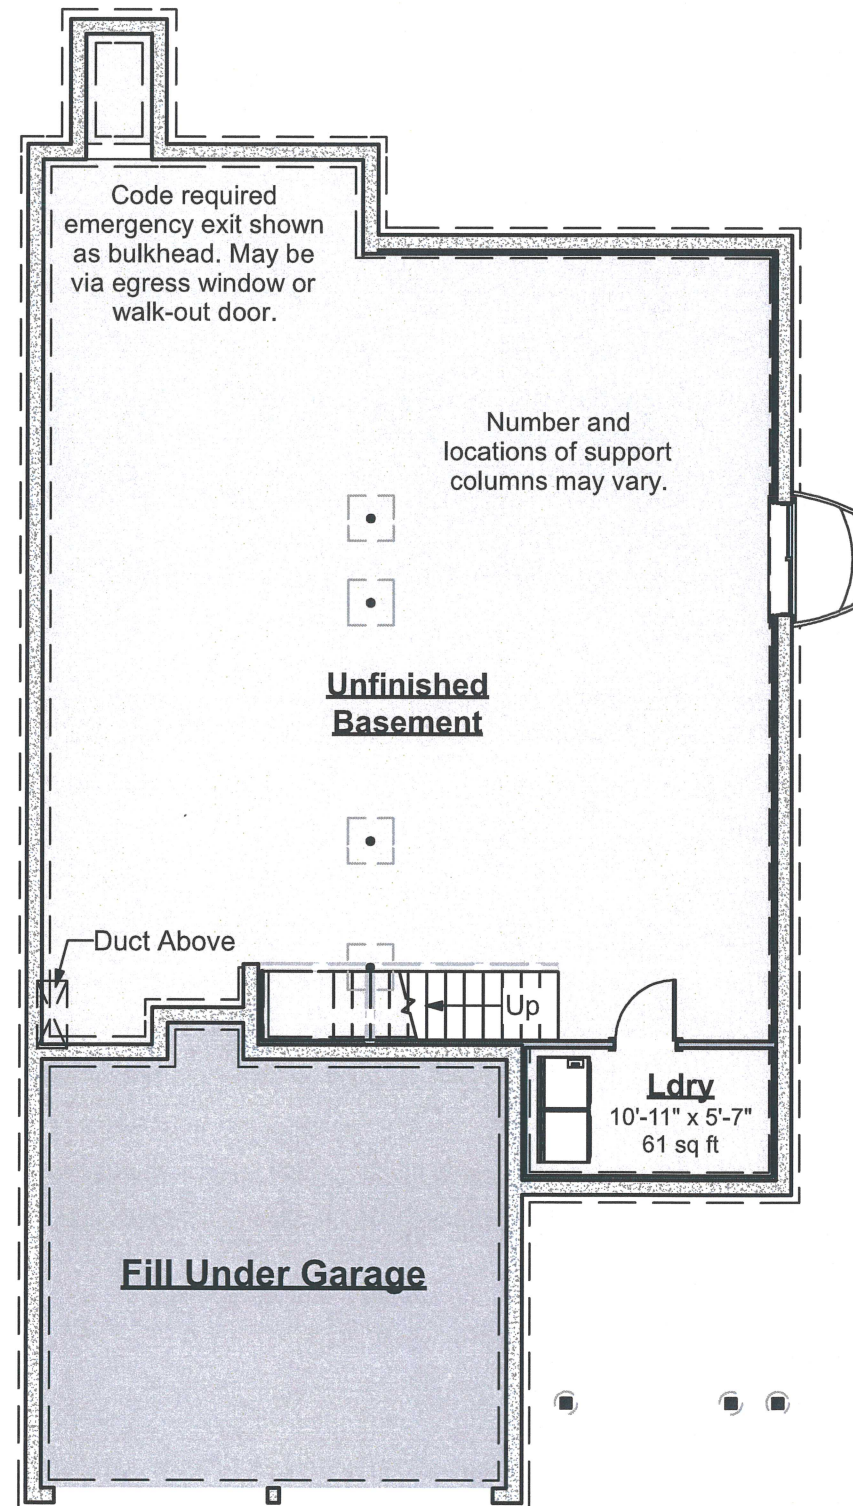 Code required
emergency exit shown
as bulkhead. May be
via egress window or
walk-out door.
Number and
locations of support
columns may vary.
Unfinished
Basement
Duct Above
Up
Ldry
10'-11" x 5'-7"
61 sq ft
Fill Under Garage